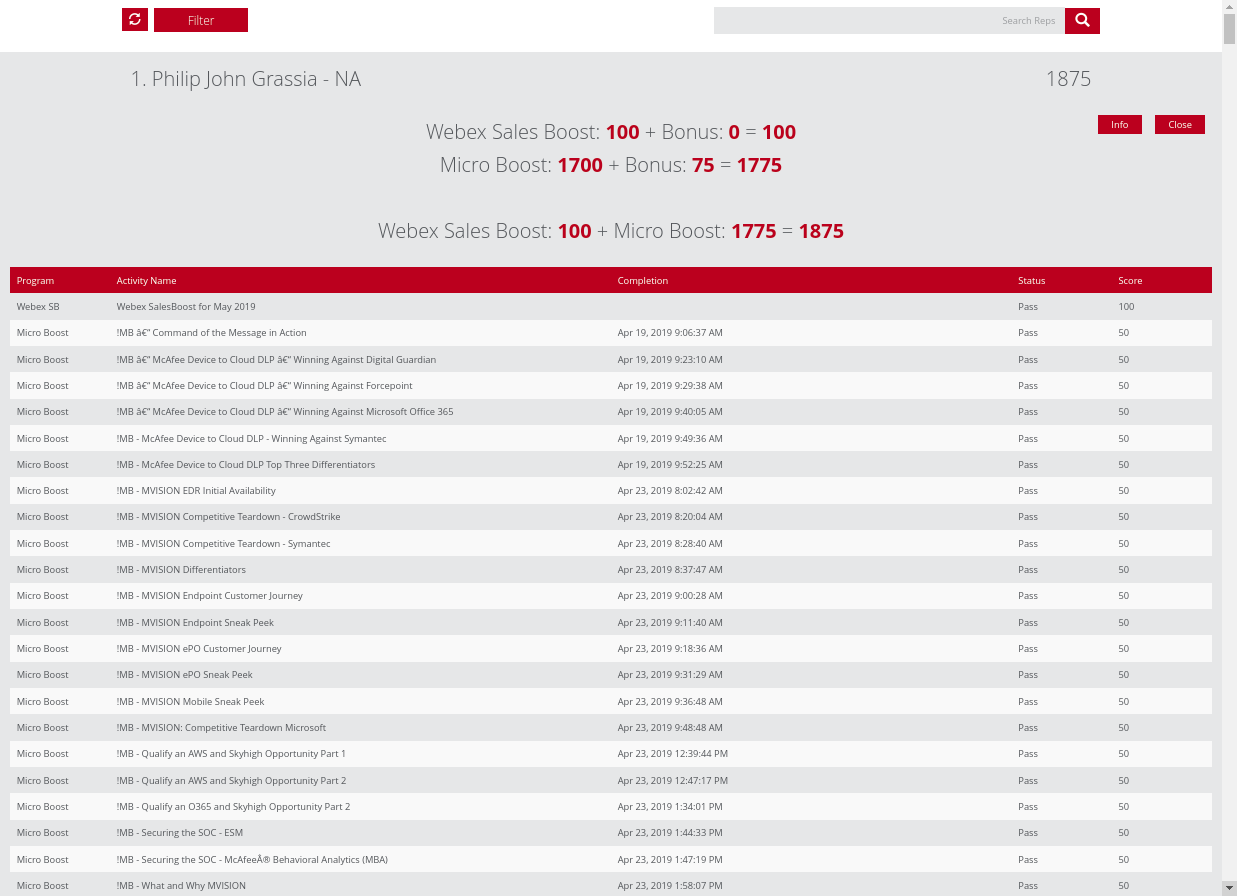 Filter
Search Reps
1. Philip John Grassia - NA 1875
Webex Sales Boost: 100 + Bonus: 0 = 100
Info Close
Micro Boost: 1700 + Bonus: 75 = 1775
Webex Sales Boost: 100 + Micro Boost: 1775 = 1875
Program Activity Name Completion Status Score
Webex SB Webex SalesBoost for May 2019 Pass 100
Micro Boost !MB â€“ Command of the Message in Action Apr 19, 2019 9:06:37 AM Pass 50
Micro Boost !MB â€“ McAfee Device to Cloud DLP â€“ Winning Against Digital Guardian Apr 19, 2019 9:23:10 AM Pass 50
Micro Boost !MB â€“ McAfee Device to Cloud DLP â€“ Winning Against Forcepoint Apr 19, 2019 9:29:38 AM Pass 50
Micro Boost !MB â€“ McAfee Device to Cloud DLP â€“ Winning Against Microsoft Office 365 Apr 19, 2019 9:40:05 AM Pass 50
Micro Boost !MB - McAfee Device to Cloud DLP - Winning Against Symantec Apr 19, 2019 9:49:36 AM Pass 50
Micro Boost !MB - McAfee Device to Cloud DLP Top Three Differentiators Apr 19, 2019 9:52:25 AM Pass 50
Micro Boost !MB - MVISION EDR Initial Availability Apr 23, 2019 8:02:42 AM Pass 50
Micro Boost !MB - MVISION Competitive Teardown - CrowdStrike Apr 23, 2019 8:20:04 AM Pass 50
Micro Boost !MB - MVISION Competitive Teardown - Symantec Apr 23, 2019 8:28:40 AM Pass 50
Micro Boost !MB - MVISION Differentiators Apr 23, 2019 8:37:47 AM Pass 50
Micro Boost !MB - MVISION Endpoint Customer Journey Apr 23, 2019 9:00:28 AM Pass 50
Micro Boost !MB - MVISION Endpoint Sneak Peek Apr 23, 2019 9:11:40 AM Pass 50
Micro Boost !MB - MVISION ePO Customer Journey Apr 23, 2019 9:18:36 AM Pass 50
Micro Boost !MB - MVISION ePO Sneak Peek Apr 23, 2019 9:31:29 AM Pass 50
Micro Boost !MB - MVISION Mobile Sneak Peek Apr 23, 2019 9:36:48 AM Pass 50
Micro Boost !MB - MVISION: Competitive Teardown Microsoft Apr 23, 2019 9:48:48 AM Pass 50
Micro Boost !MB - Qualify an AWS and Skyhigh Opportunity Part 1 Apr 23, 2019 12:39:44 PM Pass 50
Micro Boost !MB - Qualify an AWS and Skyhigh Opportunity Part 2 Apr 23, 2019 12:47:17 PM Pass 50
Micro Boost !MB - Qualify an O365 and Skyhigh Opportunity Part 2 Apr 23, 2019 1:34:01 PM Pass 50
Micro Boost !MB - Securing the SOC - ESM Apr 23, 2019 1:44:33 PM Pass 50
Micro Boost !MB - Securing the SOC - McAfeeÂ® Behavioral Analytics (MBA) Apr 23, 2019 1:47:19 PM Pass 50
Micro Boost !MB - What and Why MVISION Apr 23, 2019 1:58:07 PM Pass 50